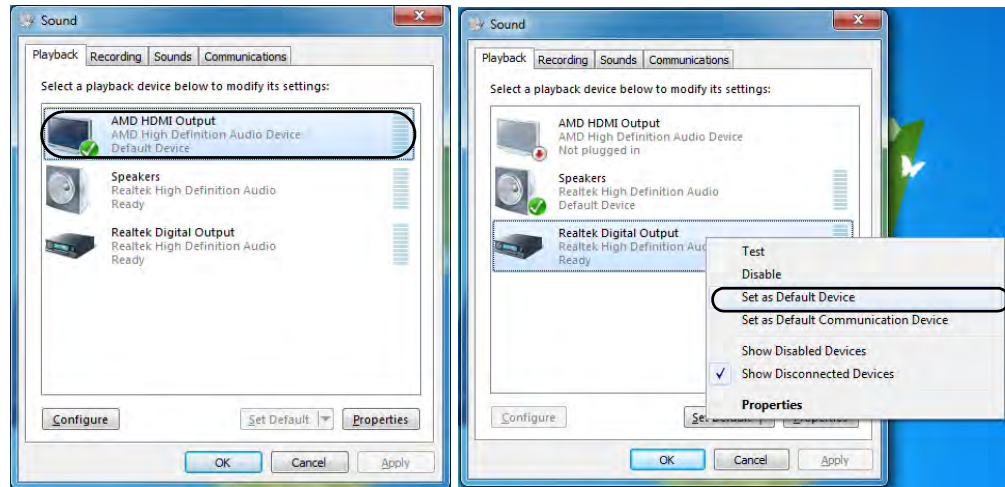 Sound
Playback Recording Sounds Communications
Select a playback device below to modify its settings:
AMD HDMI Output
AMD High Definition Audio Device
Default Device
Speakers
Realtek High Definition Audio
Ready
Realtek Digital Output
Realtek High Definition Audio
Ready
Configure Set Default Properties
OK Cancel Apply
Sound
Playback Recording Sounds Communications
Select a playback device below to modify its settings:
AMD HDMI Output
AMD High Definition Audio Device
Not plugged in
Speakers
Realtek High Definition Audio
Default Device
Realtek Digital Output
Realtek High Definition
Ready
Test
Disable
Set as Default Device
Set as Default Communication Device
Show Disabled Devices
Show Disconnected Devices
Properties
Configure
OK Cancel Apply